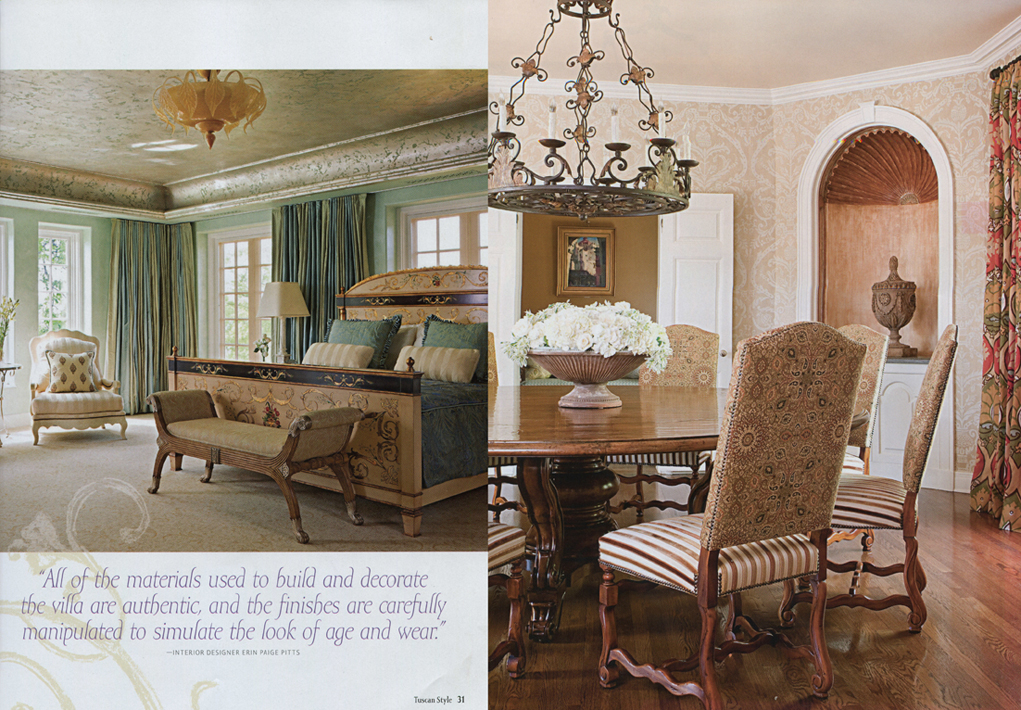 "All of the materials used to build and decorate
the villa are authentic, and the finishes are carefully
manipulated to simulate the look of age and wear."
—INTERIOR DESIGNER ERIN PAIGE PITTS
Tuscan Style 31